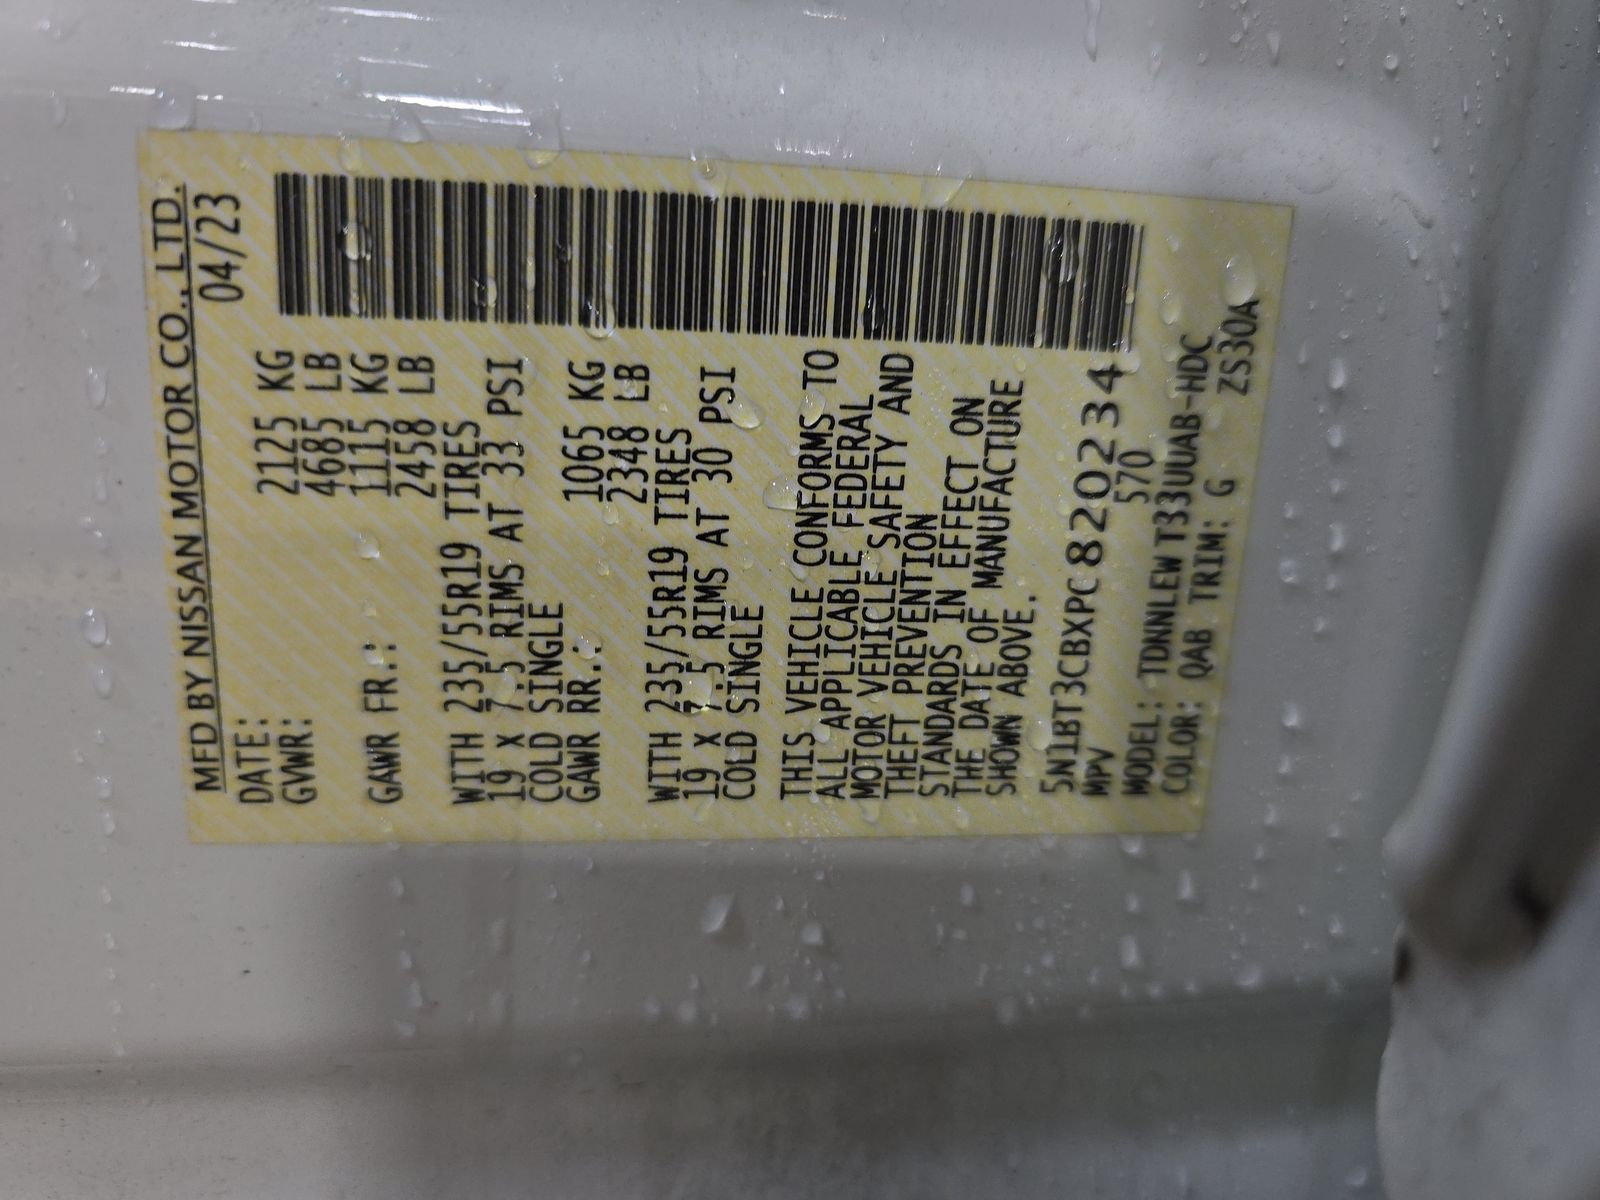 MFD BY NISSAN MOTOR CO., LTD.
DATE: 04/23
GVWR: 2125 KG
4685 LB
GAWR FR.: 1115 KG
2458 LB
WITH 235/55R19 TIRES
19 X 7.5 RIMS AT 33 PSI
COLD SINGLE
GAWR RR.: 1065 KG
2348 LB
WITH 235/55R19 TIRES
19 X 7.5 RIMS AT 30 PSI
COLD SINGLE
THIS VEHICLE CONFORMS TO
ALL APPLICABLE FEDERAL
MOTOR VEHICLE SAFETY AND
THEFT PREVENTION
STANDARDS IN EFFECT ON
THE DATE OF MANUFACTURE
SHOWN ABOVE.
5N1BT3CBXPC820234
MPV 570
MODEL: TDNNLEW T33UUAB-HDC
COLOR: QAB TRIM: G ZS30A